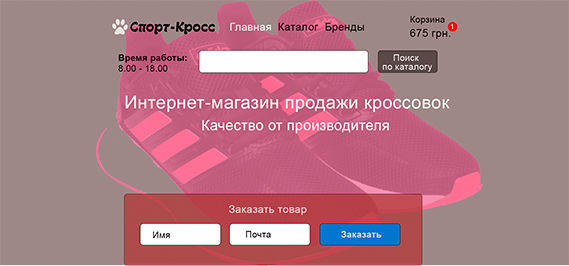 Спорт-Кросс
Главная Каталог Бренды
Корзина
675 грн.
1
Время работы:
8.00 - 18.00
Поиск
по каталогу
Интернет-магазин продажи кроссовок
Качество от производителя
Заказать товар
Имя
Почта
Заказать